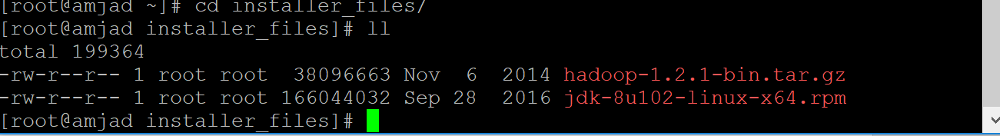 [root@amjad ~]# cd installer_files/
[root@amjad installer_files]# ll
total 199364
-rw-r--r-- 1 root root  38096663 Nov  6  2014 hadoop-1.2.1-bin.tar.gz
-rw-r--r-- 1 root root 166044032 Sep 28  2016 jdk-8u102-linux-x64.rpm
[root@amjad installer_files]#